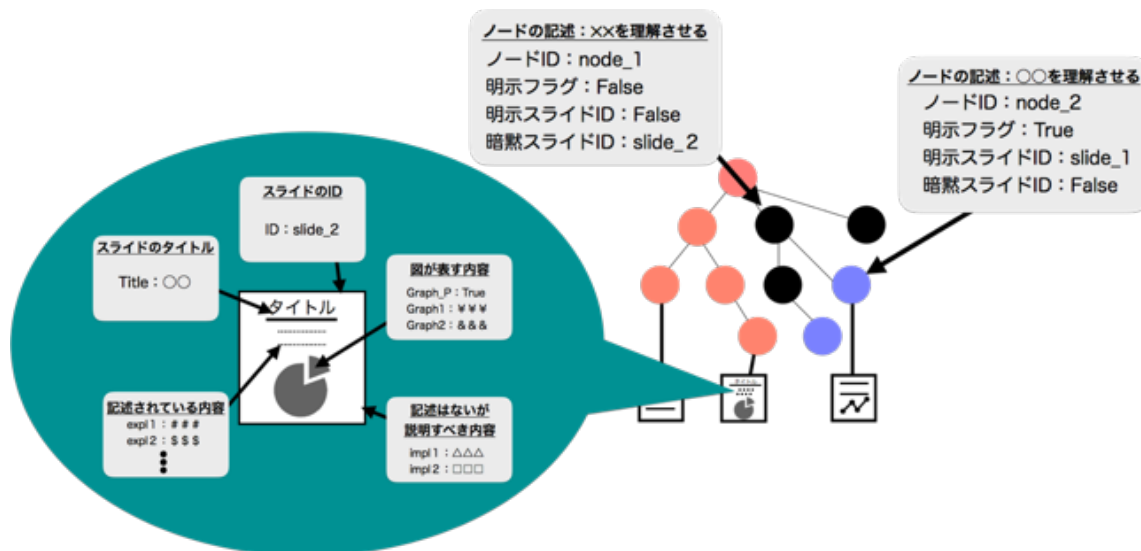 ノードの記述：××を理解させる
ノードID：node_1
明示フラグ：False
明示スライドID：False
暗黙スライドID：slide_2
ノードの記述：○○を理解させる
ノードID：node_2
明示フラグ：True
明示スライドID：slide_1
暗黙スライドID：False
スライドのID
ID：slide_2
スライドのタイトル
Title：○○
図が表す内容
Graph_P：True
Graph1：¥¥¥
Graph2：&&&
タイトル
記述されている内容
expl1：###
expl2：$$$
記述はないが
説明すべき内容
impl1：△△△
impl2：□□□
タイトル